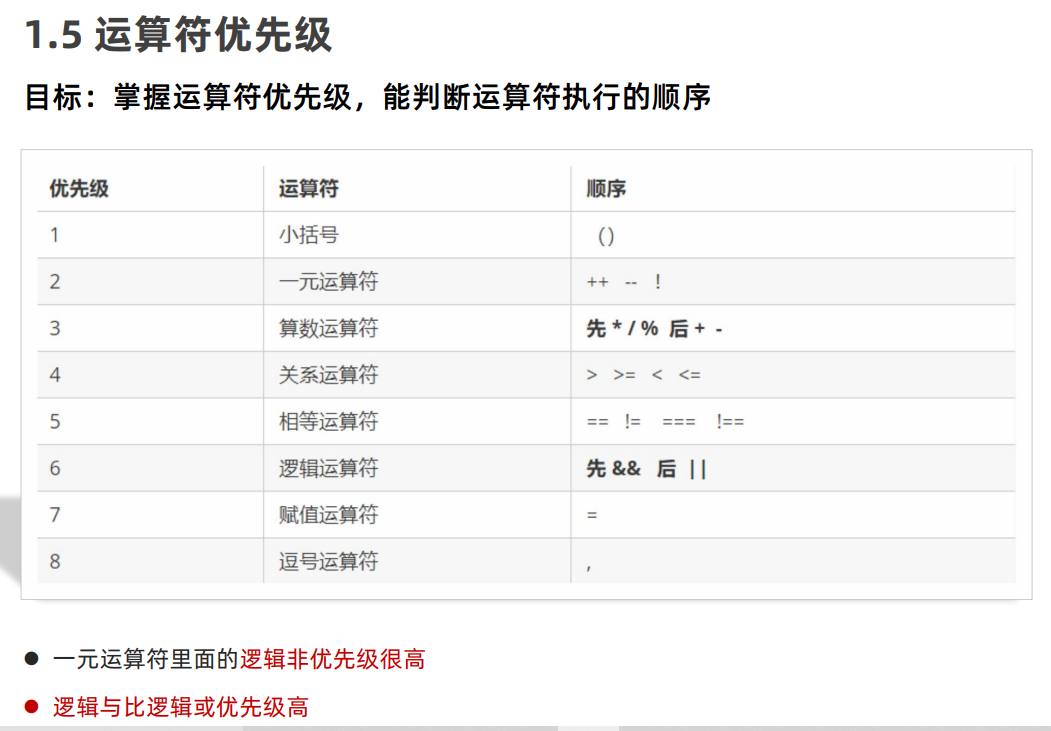 1.5 运算符优先级
目标：掌握运算符优先级，能判断运算符执行的顺序
优先级 运算符 顺序
1 小括号 ()
2 一元运算符 ++ -- !
3 算数运算符 先 * / % 后 + -
4 关系运算符 > >= < <=
5 相等运算符 == != === !==
6 逻辑运算符 先 && 后 ||
7 赋值运算符 =
8 逗号运算符 ,
● 一元运算符里面的逻辑非优先级很高
● 逻辑与比逻辑或优先级高